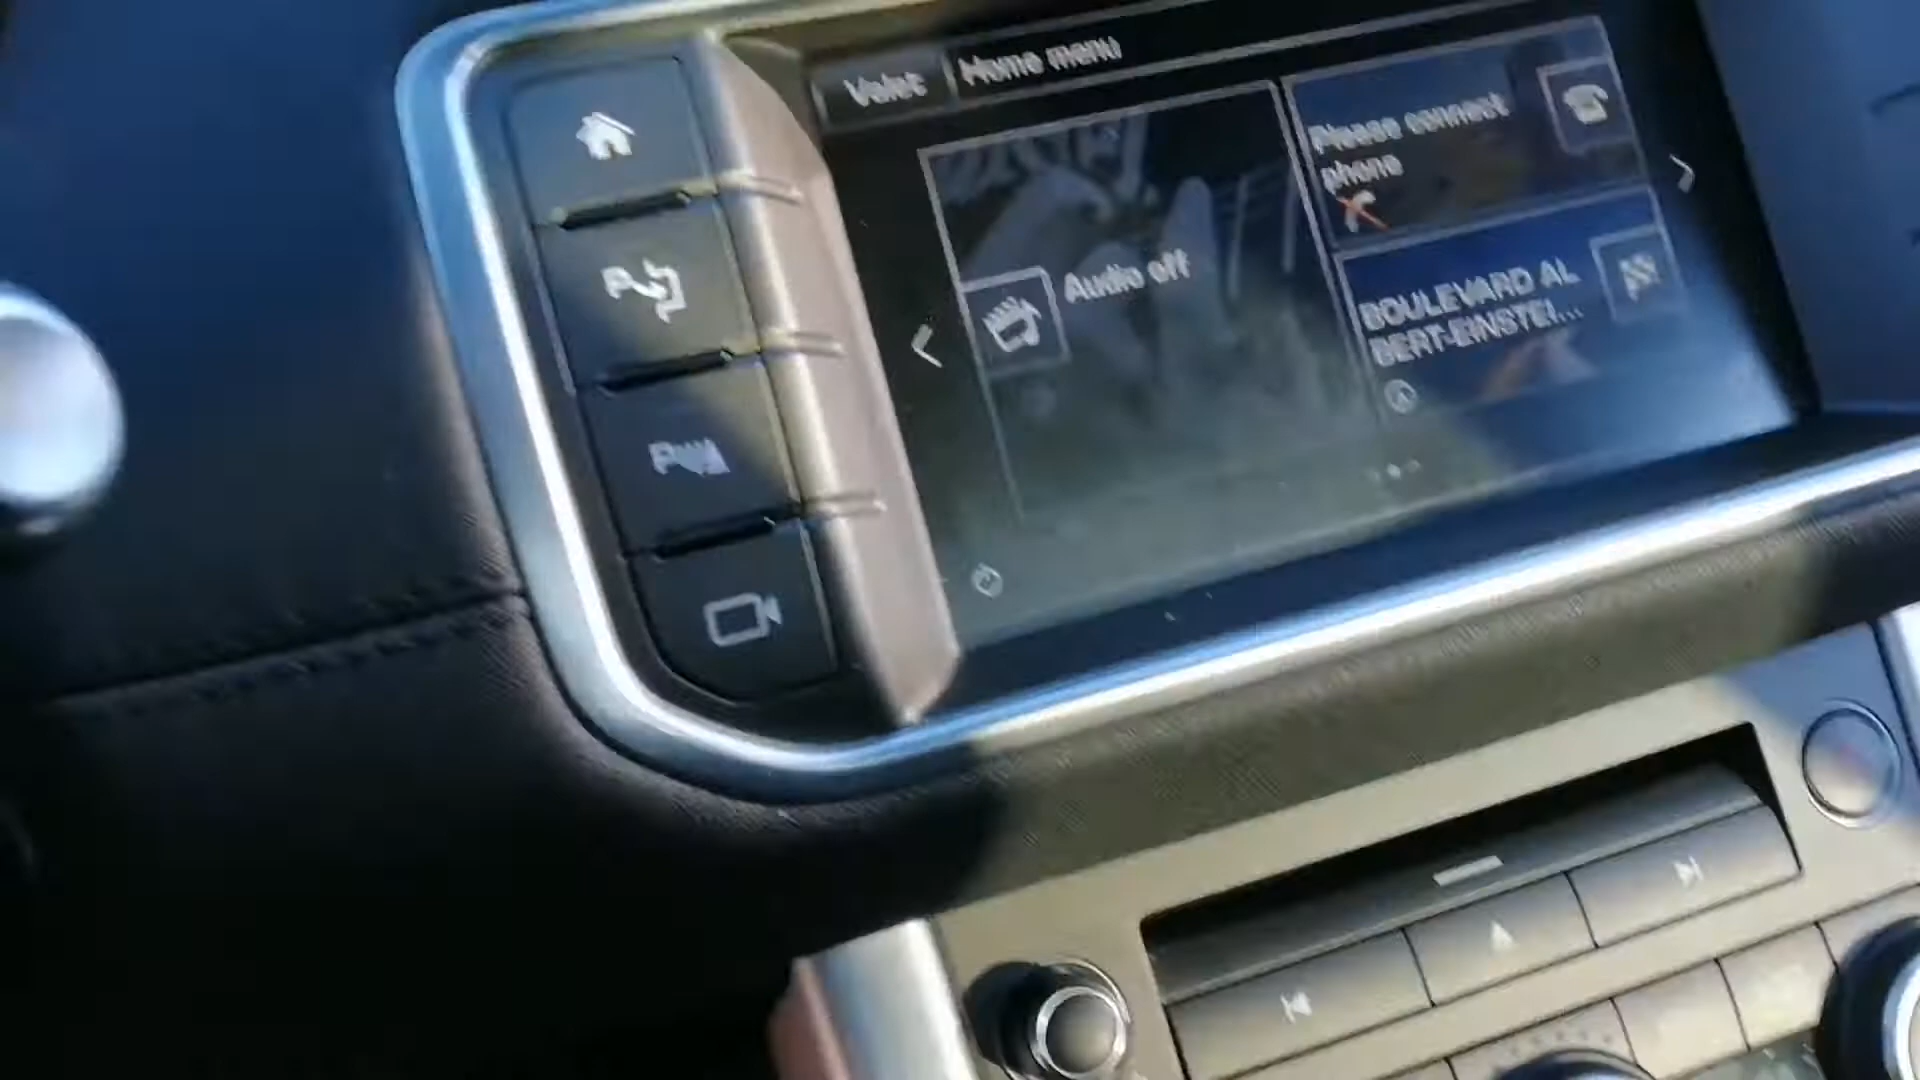 Valet
Home menu
Please connect
phone
Audio off
BOULEVARD AL
BERT-EINSTEI...